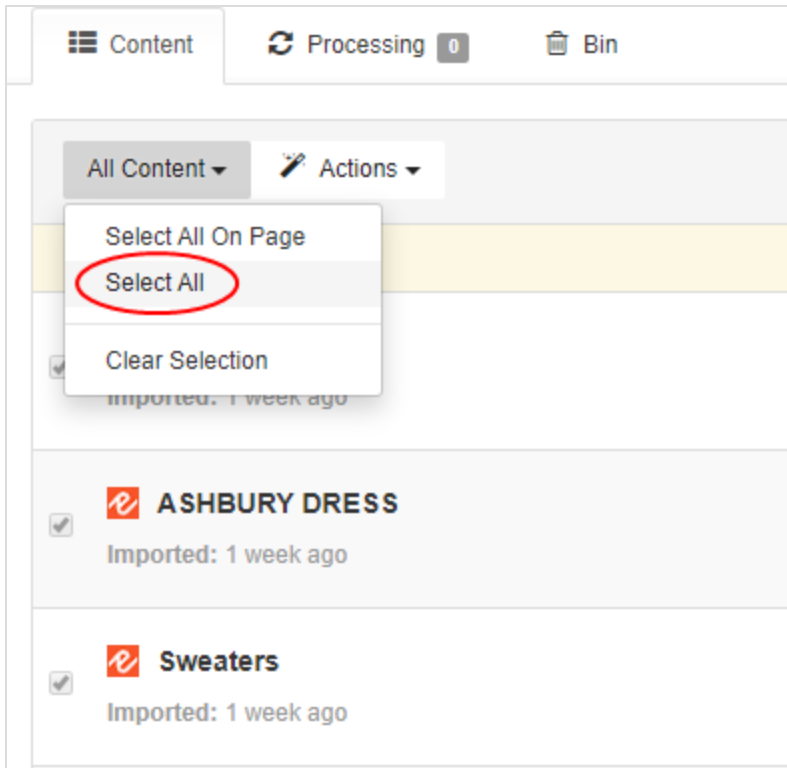 Content Processing 0 Bin
All Content Actions
Select All On Page
Select All
Clear Selection
Imported: 1 week ago
ASHBURY DRESS
Imported: 1 week ago
Sweaters
Imported: 1 week ago